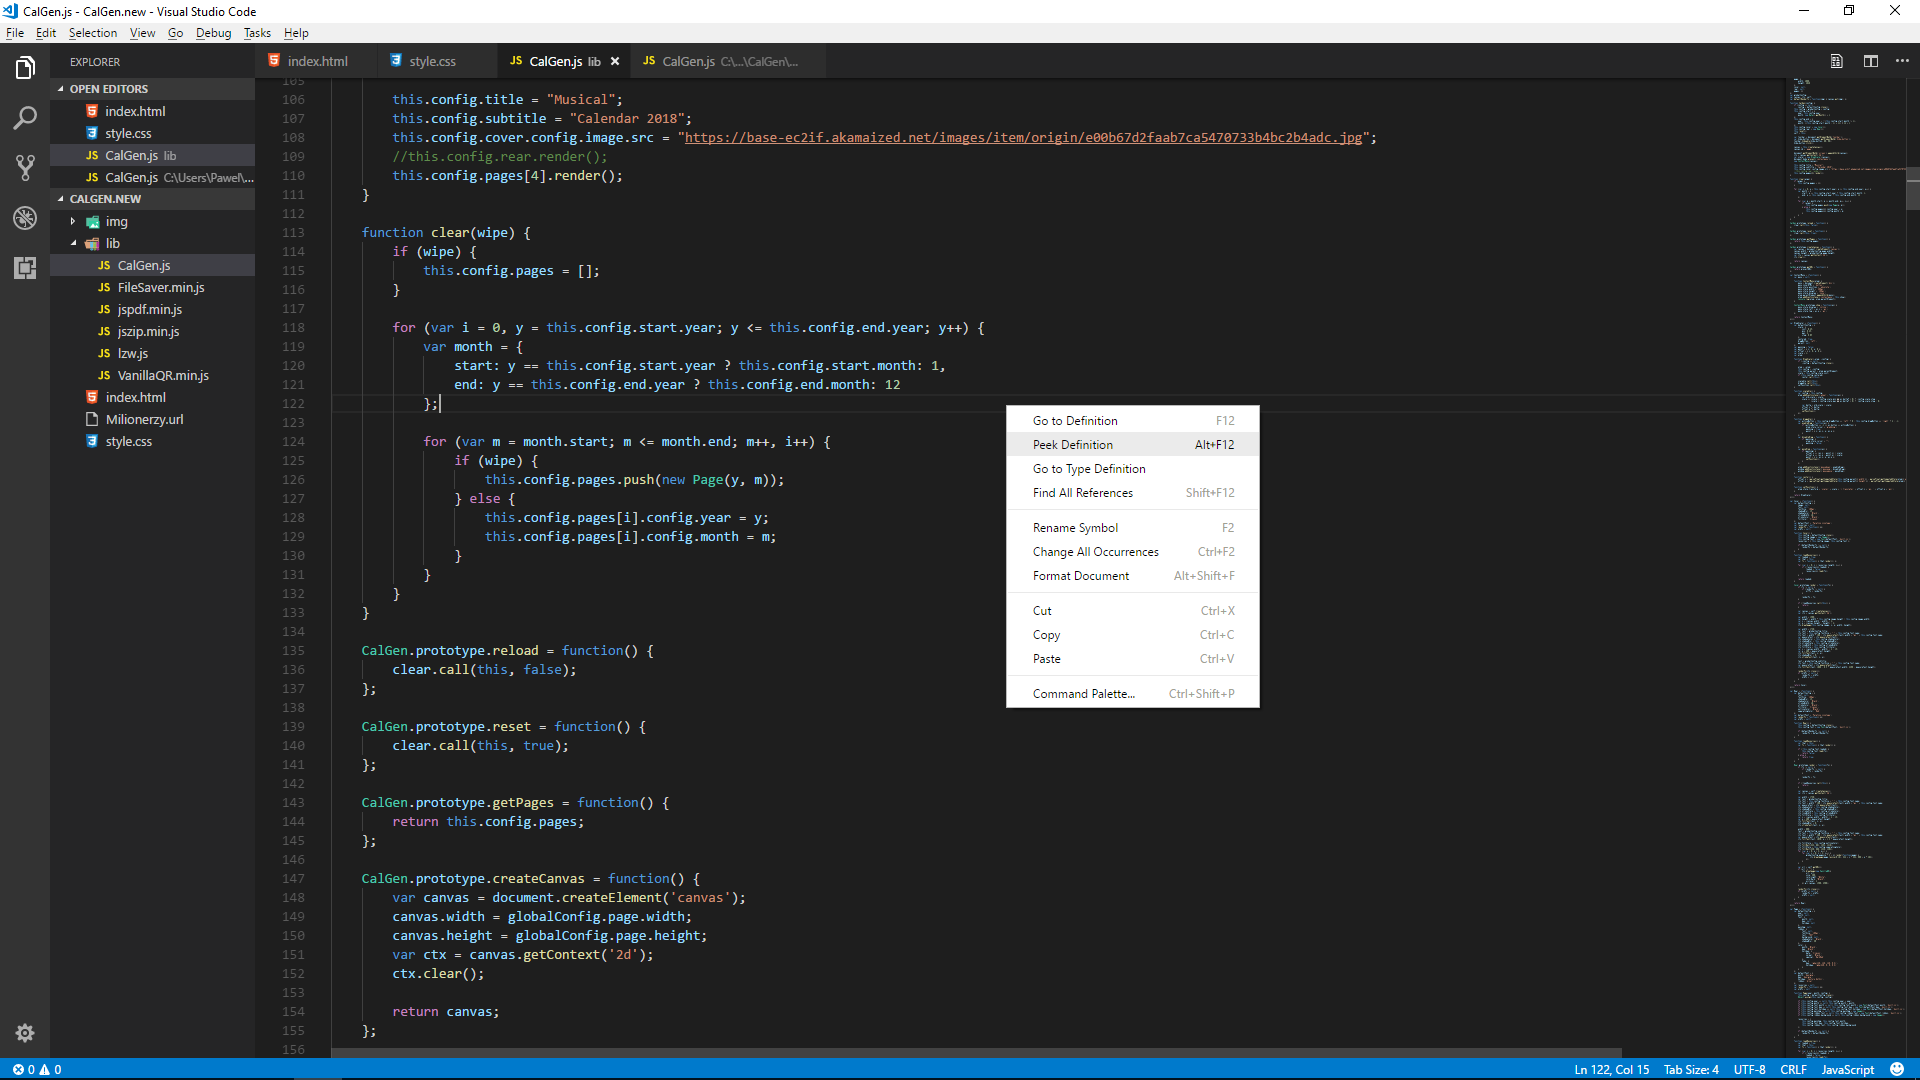 CalGen.js - CalGen.new - Visual Studio Code
File Edit Selection View Go Debug Tasks Help
EXPLORER
OPEN EDITORS
index.html
style.css
CalGen.js lib
CalGen.js C:\Users\Pawel\...
CALGEN.NEW
img
lib
JS CalGen.js
JS FileSaver.min.js
JS jspdf.min.js
JS jszip.min.js
JS lzw.js
JS VanillaQR.min.js
index.html
Milionerzy.url
style.css
index.html style.css JS CalGen.js lib JS CalGen.js C:\...\CalGen\...
105
106 this.config.title = "Musical";
107 this.config.subtitle = "Calendar 2018";
108 this.config.cover.config.image.src = "https://base-ec2if.akamaized.net/images/item/origin/e00b67d2faab7ca5470733b4bc2b4adc.jpg";
109 //this.config.rear.render();
110 this.config.pages[4].render();
111 }
112
113 function clear(wipe) {
114 if (wipe) {
115 this.config.pages = [];
116 }
117
118 for (var i = 0, y = this.config.start.year; y <= this.config.end.year; y++) {
119 var month = {
120 start: y == this.config.start.year ? this.config.start.month: 1,
121 end: y == this.config.end.year ? this.config.end.month: 12
122 };
123
124 for (var m = month.start; m <= month.end; m++, i++) {
125 if (wipe) {
126 this.config.pages.push(new Page(y, m));
127 } else {
128 this.config.pages[i].config.year = y;
129 this.config.pages[i].config.month = m;
130 }
131 }
132 }
133 }
134
135 CalGen.prototype.reload = function() {
136 clear.call(this, false);
137 };
138
139 CalGen.prototype.reset = function() {
140 clear.call(this, true);
141 };
142
143 CalGen.prototype.getPages = function() {
144 return this.config.pages;
145 };
146
147 CalGen.prototype.createCanvas = function() {
148 var canvas = document.createElement('canvas');
149 canvas.width = globalConfig.page.width;
150 canvas.height = globalConfig.page.height;
151 var ctx = canvas.getContext('2d');
152 ctx.clear();
153
154 return canvas;
155 };
156
Go to Definition F12
Peek Definition Alt+F12
Go to Type Definition
Find All References Shift+F12
Rename Symbol F2
Change All Occurrences Ctrl+F2
Format Document Alt+Shift+F
Cut Ctrl+X
Copy Ctrl+C
Paste Ctrl+V
Command Palette... Ctrl+Shift+P
0 0 Ln 122, Col 15 Tab Size: 4 UTF-8 CRLF JavaScript